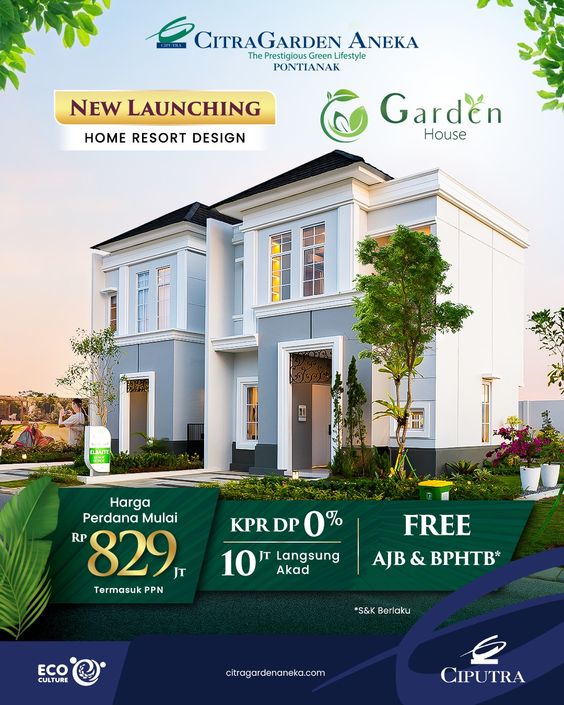 CIPUTRA
CITRAGARDEN ANEKA
The Prestigious Green Lifestyle
PONTIANAK
NEW LAUNCHING
HOME RESORT DESIGN
Garden
House
Harga
Perdana Mulai
Rp 829 JT
Termasuk PPN
KPR DP 0%
10 JT Langsung
Akad
FREE
AJB & BPHTB*
*S&K Berlaku
ECO
CULTURE
citragardenaneka.com
CIPUTRA